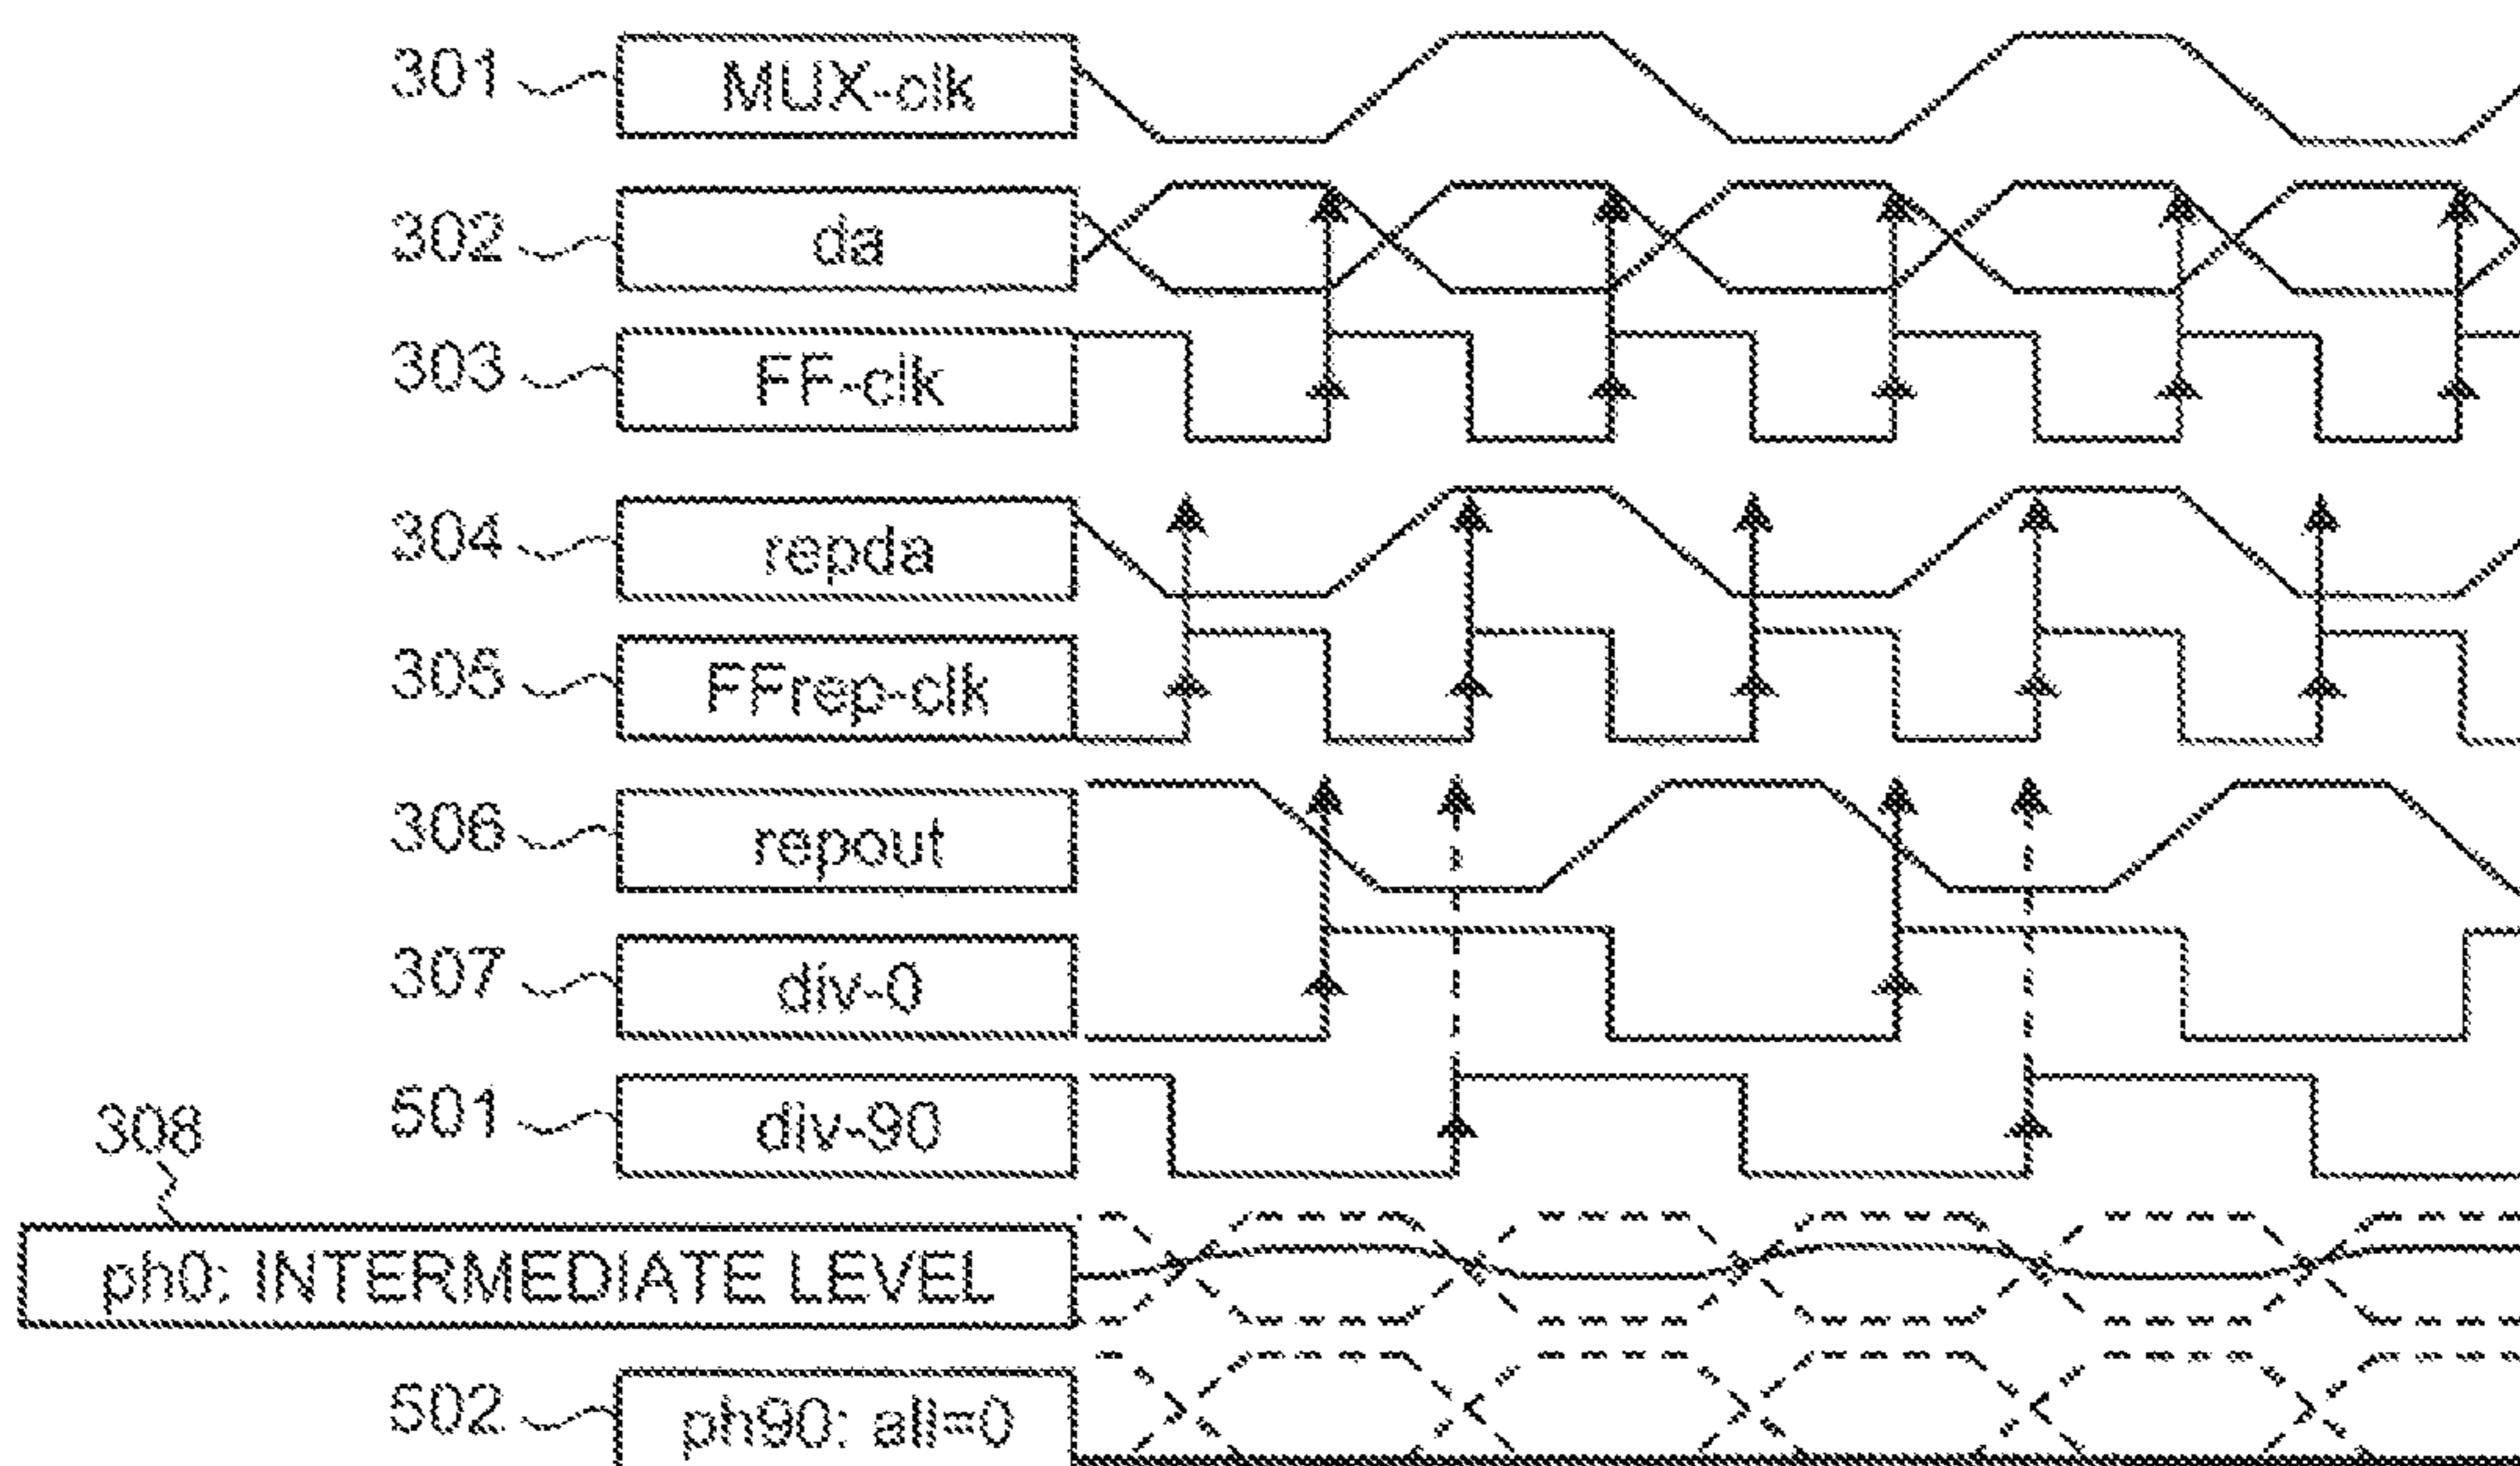 301 MUX-clk
302 da
303 FF-clk
304 repda
305 FFrep-clk
306 repout
307 div-0
501 div-90
308
ph0: INTERMEDIATE LEVEL
502 ph90: all=0